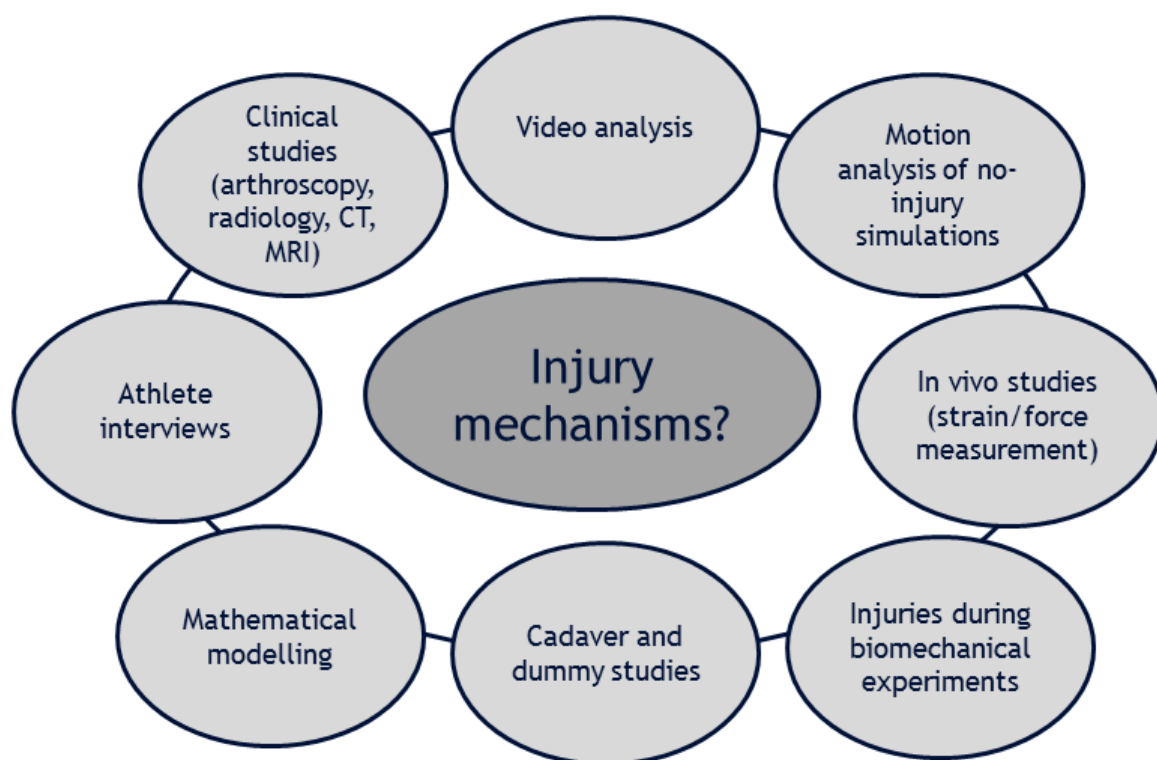 Video analysis
Motion
analysis of no-
injury
simulations
In vivo studies
(strain/force
measurement)
Injuries during
biomechanical
experiments
Cadaver and
dummy studies
Mathematical
modelling
Athlete
interviews
Clinical
studies
(arthroscopy,
radiology, CT,
MRI)
Injury
mechanisms?